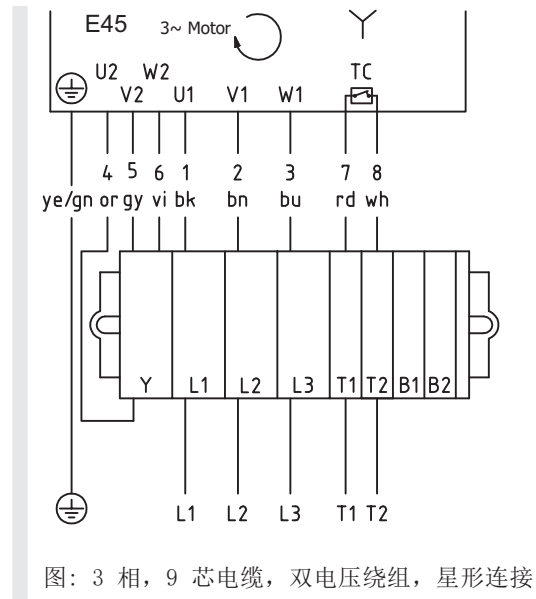 E45 3~ Motor
U2 W2 TC
V2 U1 V1 W1
4 5 6 1 2 3 7 8
ye/gn or gy vi bk bn bu rd wh
Y L1 L2 L3 T1 T2 B1 B2
L1 L2 L3 T1 T2
图: 3 相, 9 芯电缆, 双电压绕组, 星形连接